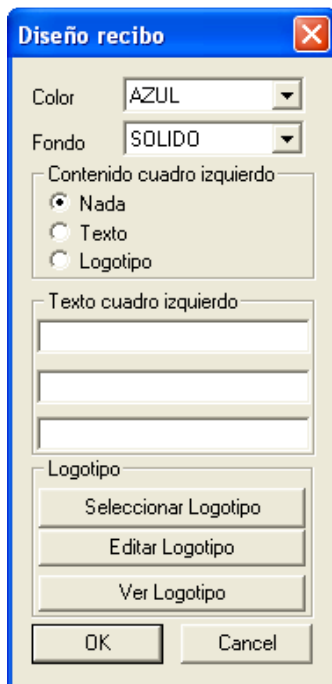 Diseño recibo
Color AZUL
Fondo SOLIDO
Contenido cuadro izquierdo
Nada
Texto
Logotipo
Texto cuadro izquierdo
Logotipo
Seleccionar Logotipo
Editar Logotipo
Ver Logotipo
OK Cancel